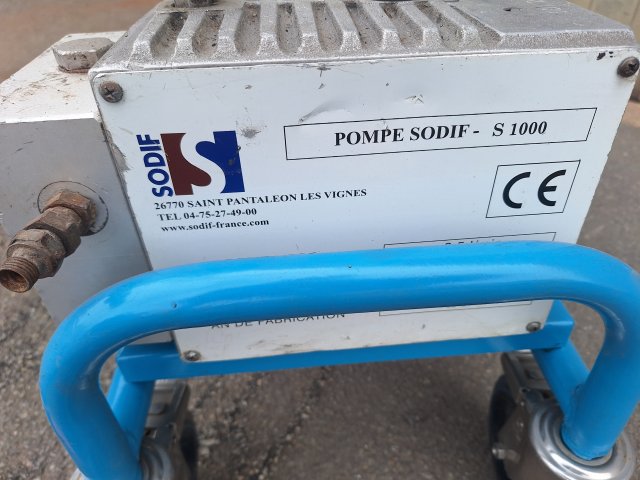 SODIF
S
POMPE SODIF - S 1000
26770 SAINT PANTALEON LES VIGNES
TEL 04-75-27-49-00
www.sodif-france.com
CE
AN DE FABRICATION